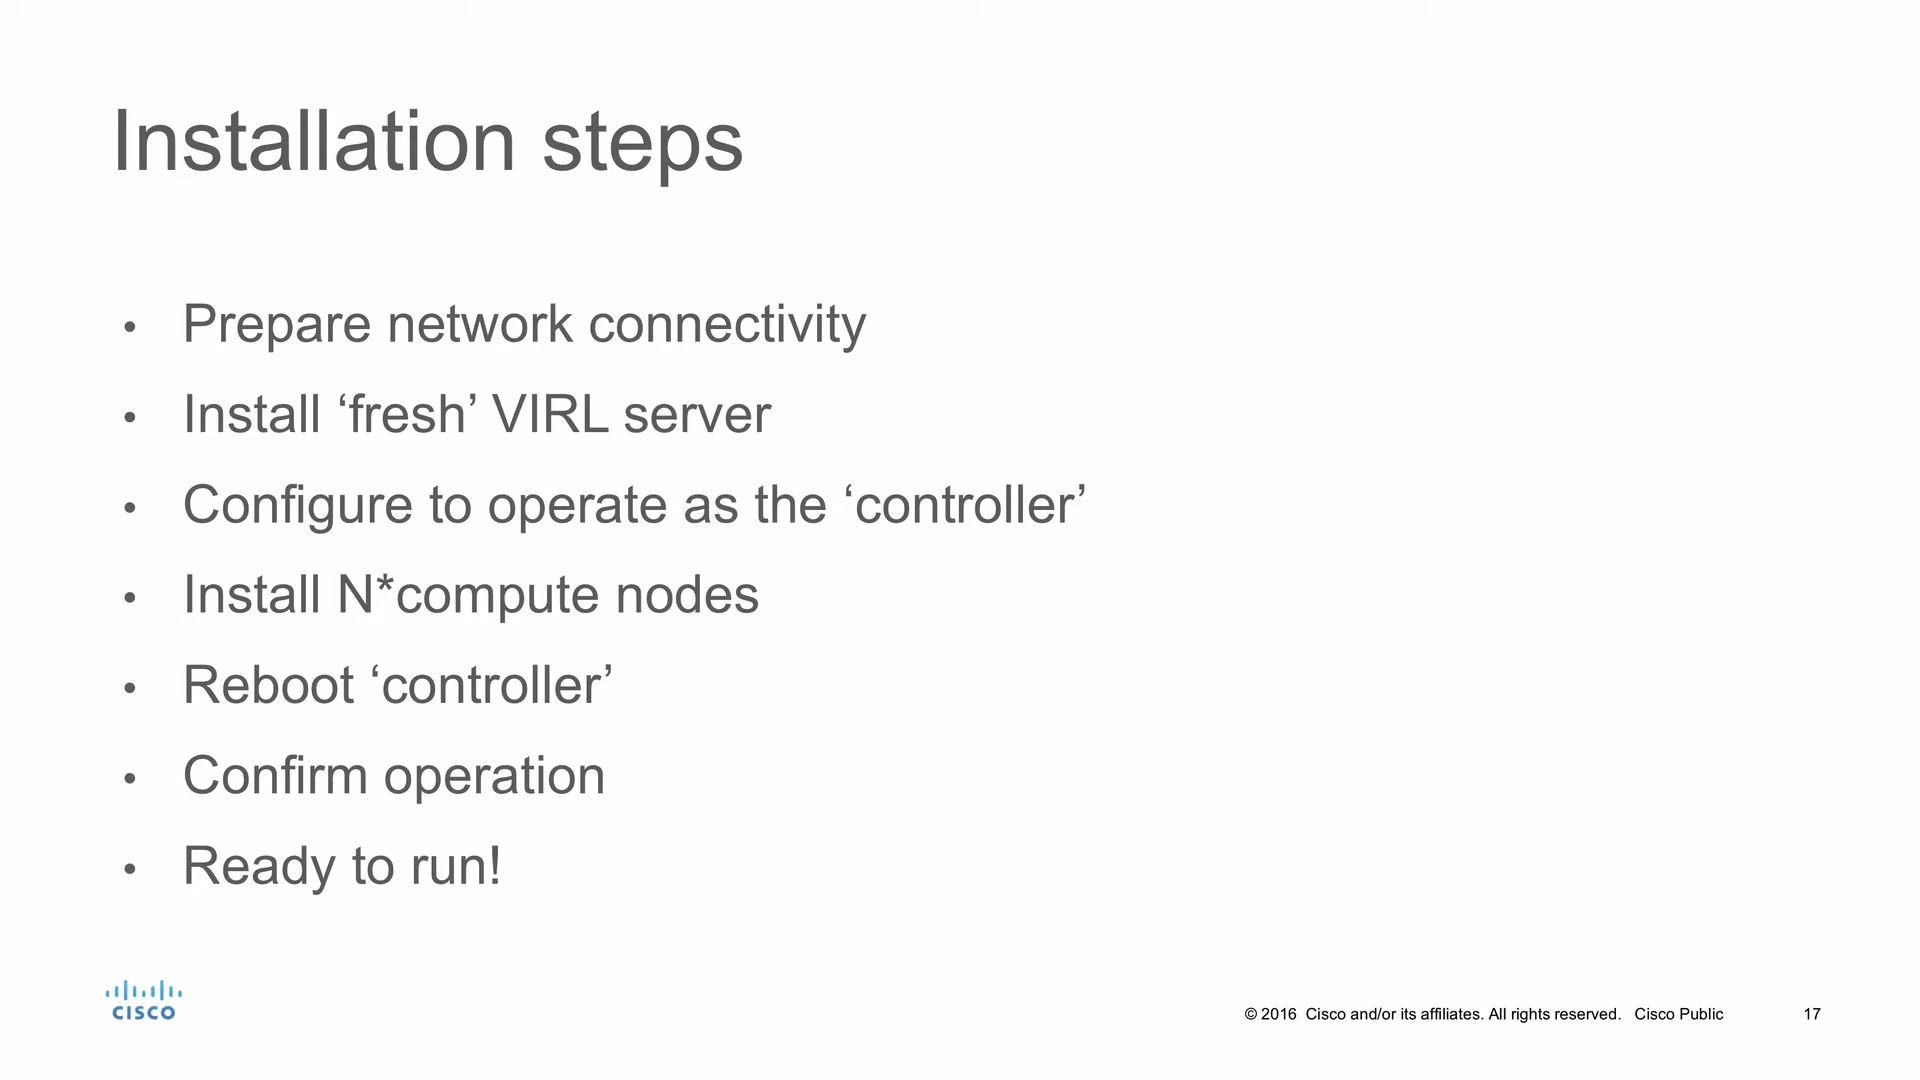 Installation steps
• Prepare network connectivity
• Install ‘fresh’ VIRL server
• Configure to operate as the ‘controller’
• Install N*compute nodes
• Reboot ‘controller’
• Confirm operation
• Ready to run!
CISCO
© 2016 Cisco and/or its affiliates. All rights reserved. Cisco Public 17